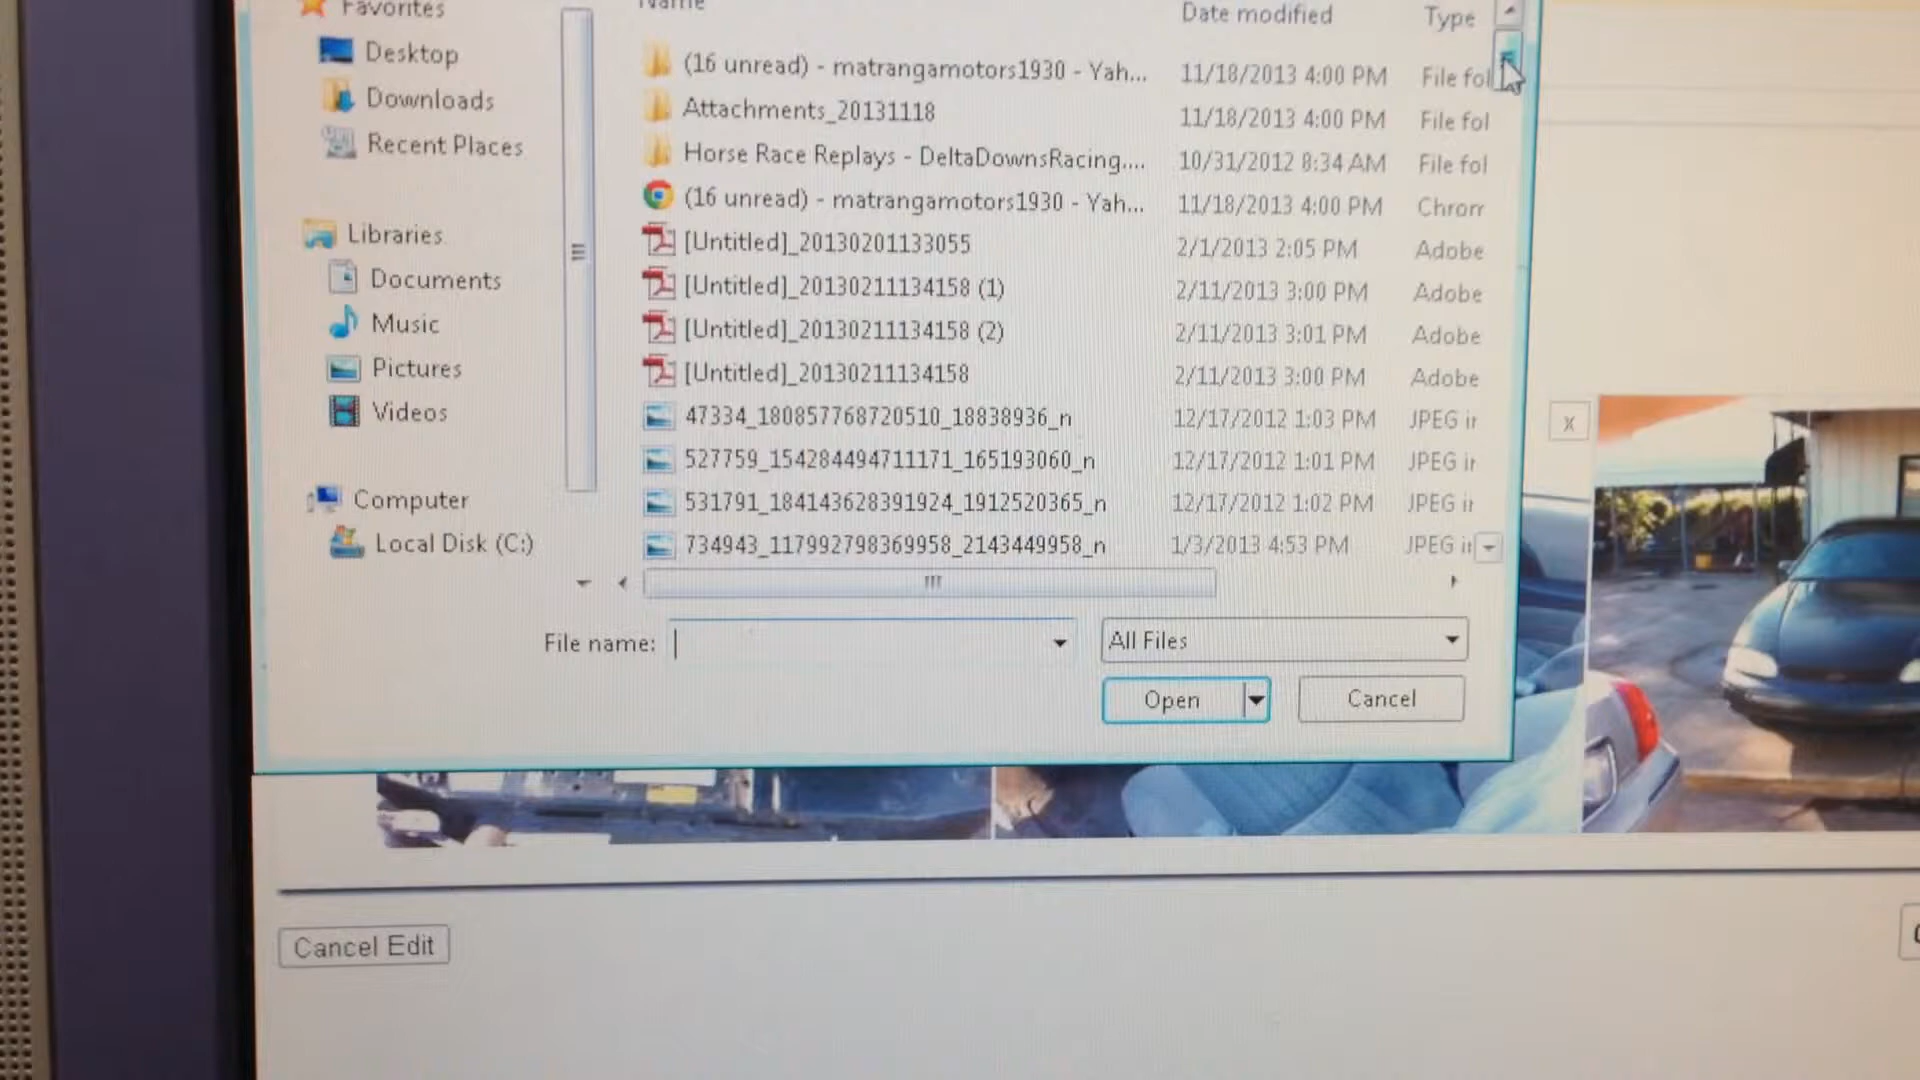 Favorites
Name
Date modified
Type
Desktop
Downloads
Recent Places
Libraries
Documents
Music
Pictures
Videos
Computer
Local Disk (C:)
(16 unread) - matrangamotors1930 - Yah... 11/18/2013 4:00 PM File fol
Attachments_20131118 11/18/2013 4:00 PM File fol
Horse Race Replays - DeltaDownsRacing.... 10/31/2012 8:34 AM File fol
(16 unread) - matrangamotors1930 - Yah... 11/18/2013 4:00 PM Chrom
[Untitled]_20130201133055 2/1/2013 2:05 PM Adobe
[Untitled]_20130211134158 (1) 2/11/2013 3:00 PM Adobe
[Untitled]_20130211134158 (2) 2/11/2013 3:01 PM Adobe
[Untitled]_20130211134158 2/11/2013 3:00 PM Adobe
47334_180857768720510_18838936_n 12/17/2012 1:03 PM JPEG ir
527759_154284494711171_165193060_n 12/17/2012 1:01 PM JPEG ir
531791_184143628391924_1912520365_n 12/17/2012 1:02 PM JPEG ir
734943_117992798369958_2143449958_n 1/3/2013 4:53 PM JPEG ir
File name:
All Files
Open
Cancel
x
Cancel Edit